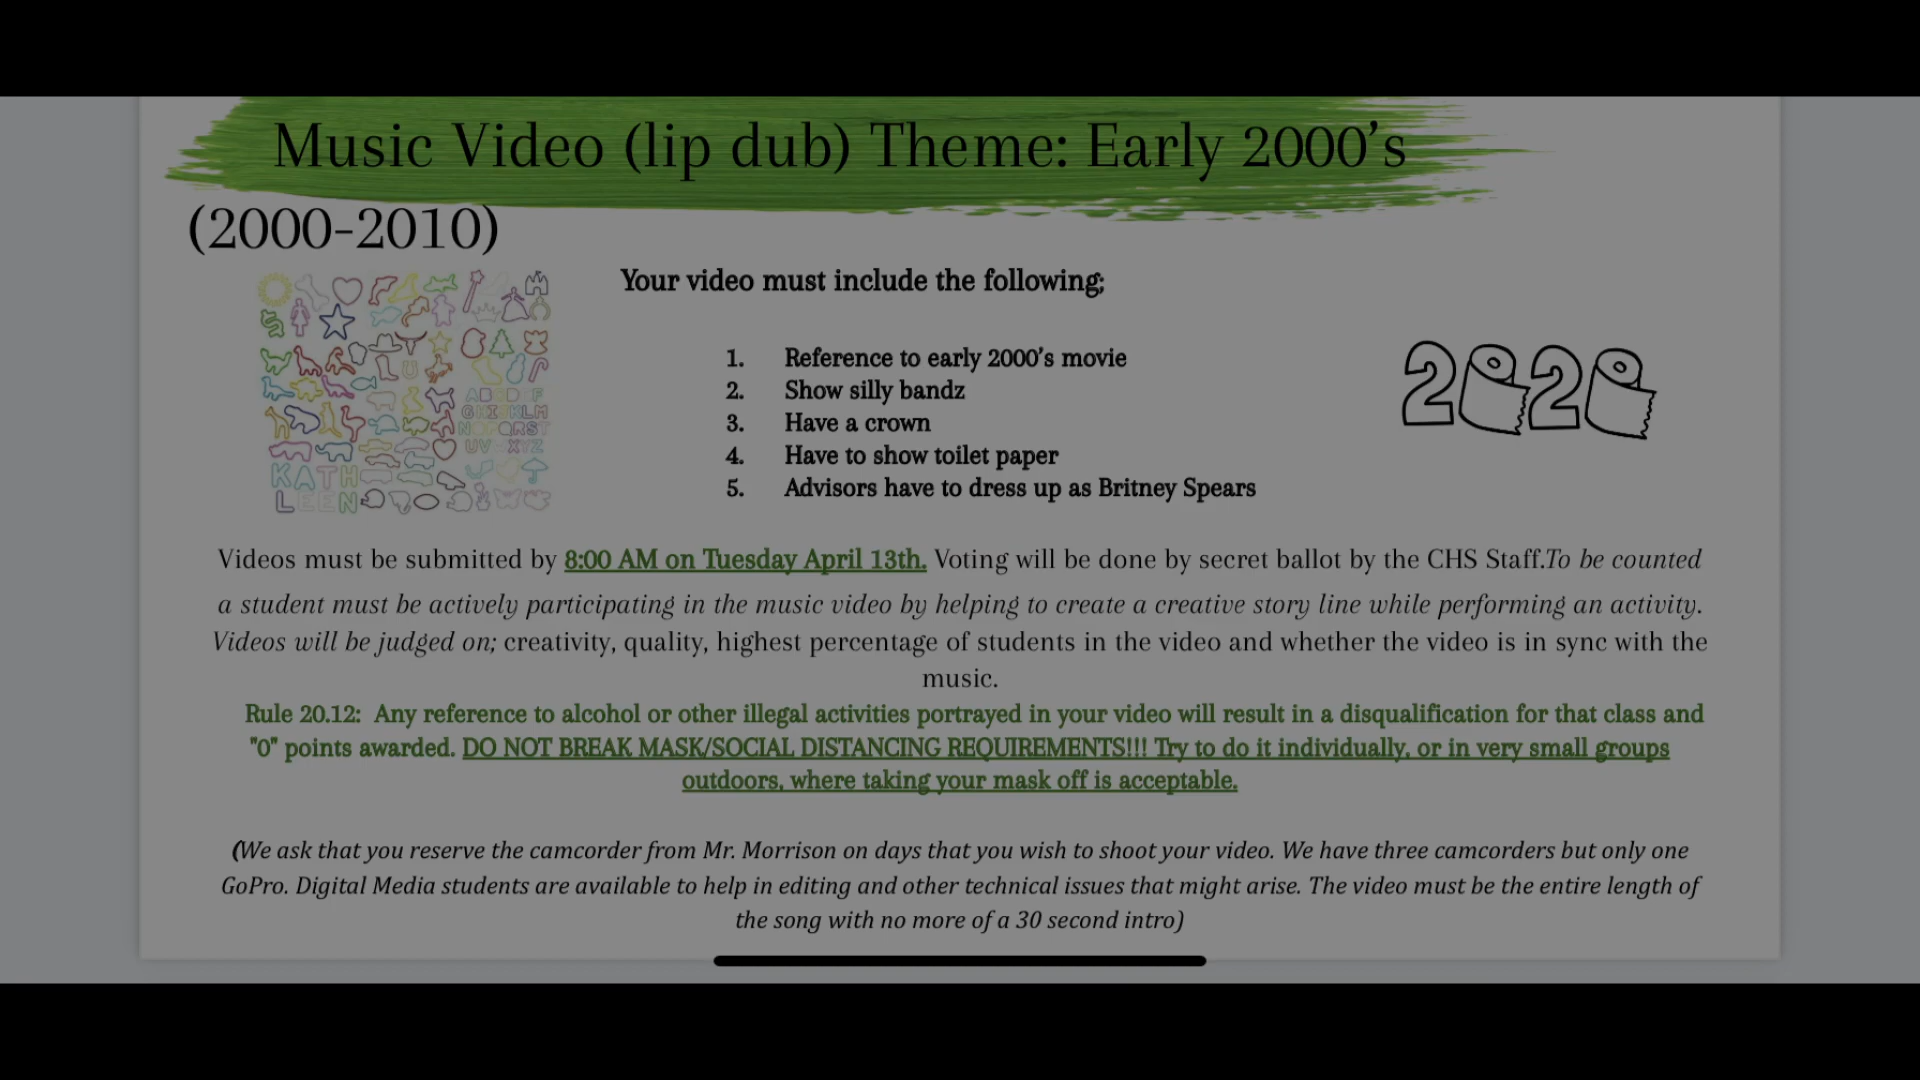 Music Video (lip dub) Theme: Early 2000's
(2000-2010)
Your video must include the following;
1. Reference to early 2000's movie
2. Show silly bandz
3. Have a crown
4. Have to show toilet paper
5. Advisors have to dress up as Britney Spears
2020
ABCDEF
GHIJKLM
NOPQRST
UVWXYZ
KATH
LEEN
Videos must be submitted by 8:00 AM on Tuesday April 13th. Voting will be done by secret ballot by the CHS Staff.To be counted
a student must be actively participating in the music video by helping to create a creative story line while performing an activity.
Videos will be judged on; creativity, quality, highest percentage of students in the video and whether the video is in sync with the
music.
Rule 20.12: Any reference to alcohol or other illegal activities portrayed in your video will result in a disqualification for that class and
"0" points awarded. DO NOT BREAK MASK/SOCIAL DISTANCING REQUIREMENTS!!! Try to do it individually, or in very small groups
outdoors, where taking your mask off is acceptable.
(We ask that you reserve the camcorder from Mr. Morrison on days that you wish to shoot your video. We have three camcorders but only one
GoPro. Digital Media students are available to help in editing and other technical issues that might arise. The video must be the entire length of
the song with no more of a 30 second intro)